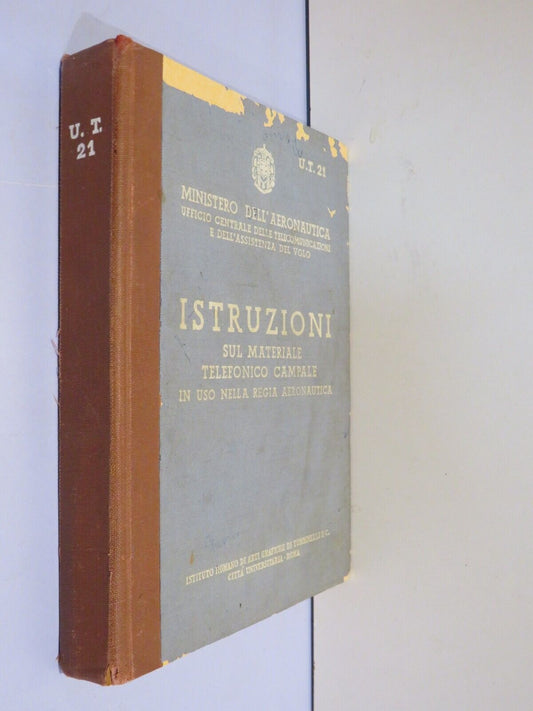 U. T.
21
U.T. 21
MINISTERO DELL'AERONAUTICA
UFFICIO CENTRALE DELLE TELECOMUNICAZIONI
E DELL'ASSISTENZA DEL VOLO
ISTRUZIONI
SUL MATERIALE
TELEFONICO CAMPALE
IN USO NELLA REGIA AERONAUTICA
ISTITUTO ROMANO DI ARTI GRAFICHE DI TUMMINELLI E C.
CITTÀ UNIVERSITARIA - ROMA